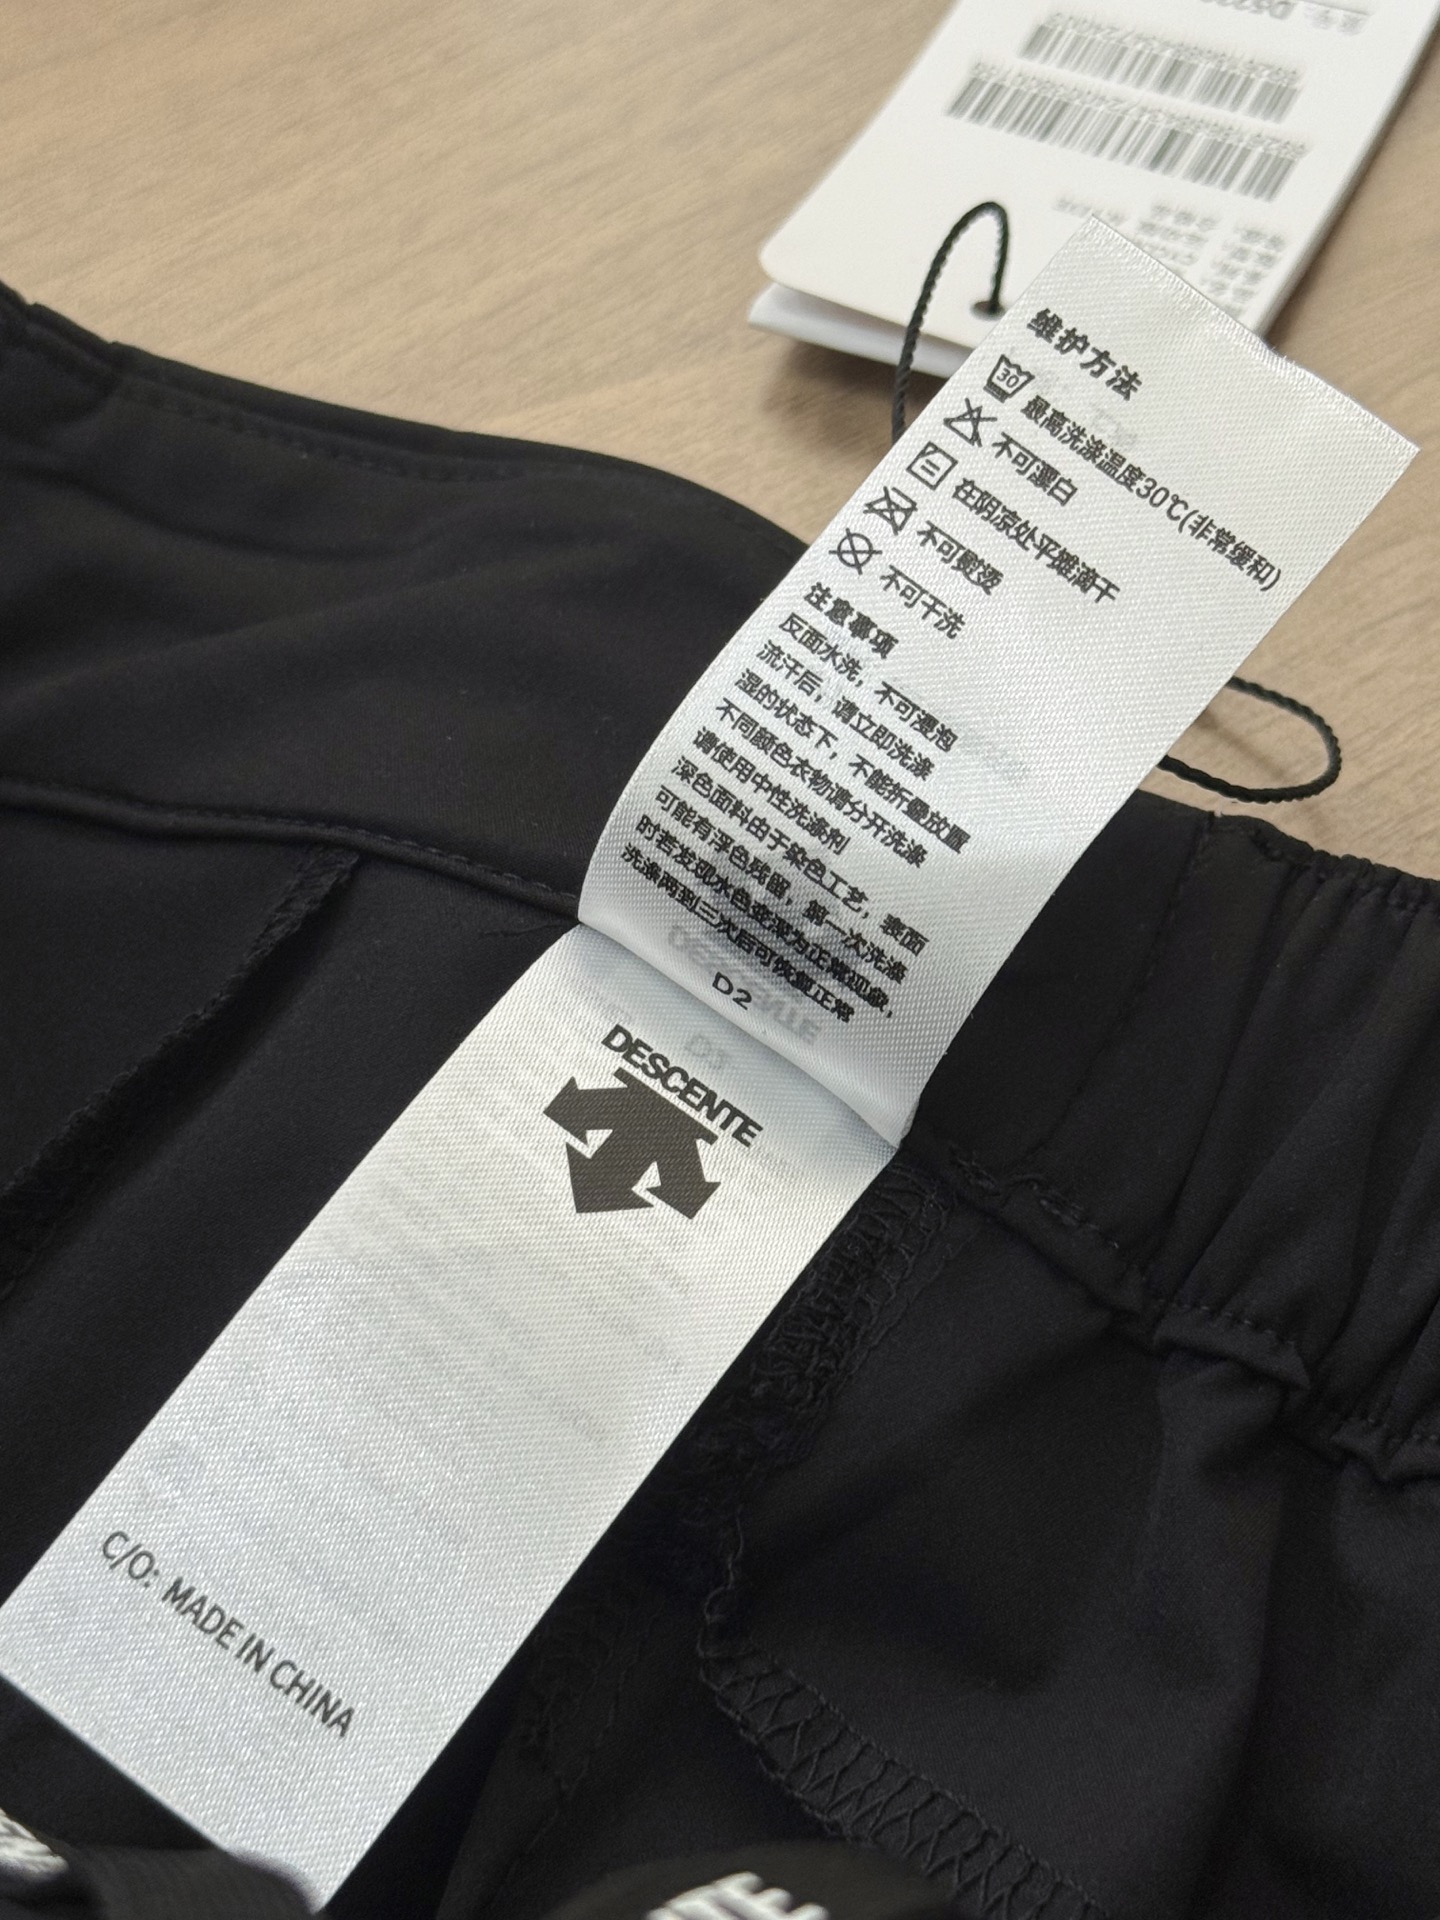 维护方法
30
最高洗涤温度30℃(非常缓和)
不可漂白
在阴凉处平摊滴干
不可熨烫
不可干洗
注意事项
反面水洗，不可浸泡
流汗后，请立即洗涤
湿的状态下，不能折叠放置
不同颜色衣物请分开洗涤
请使用中性洗涤剂
深色面料由于染色工艺，表面
可能有浮色残留，第一次洗涤
时若发现水色变深为正常现象，
洗涤两到三次后可恢复正常
D2
DESCENTE
C/O: MADE IN CHINA